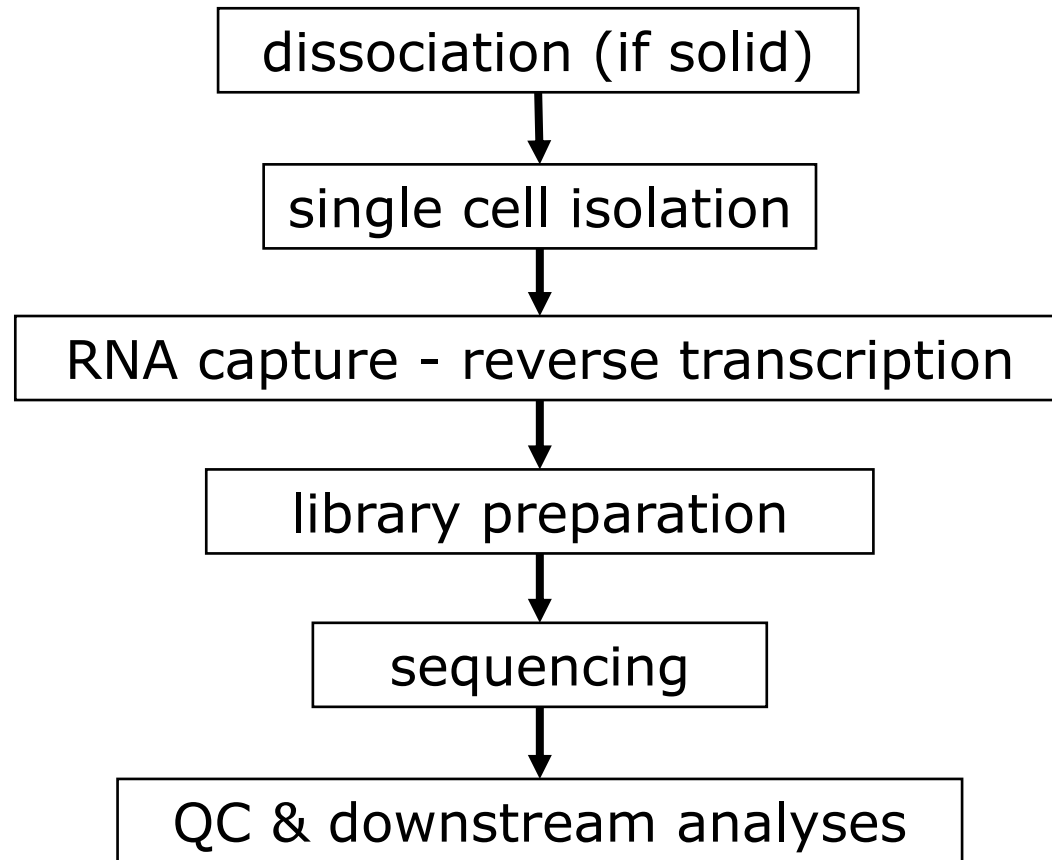 dissociation (if solid)
single cell isolation
RNA capture - reverse transcription
library preparation
sequencing
QC & downstream analyses